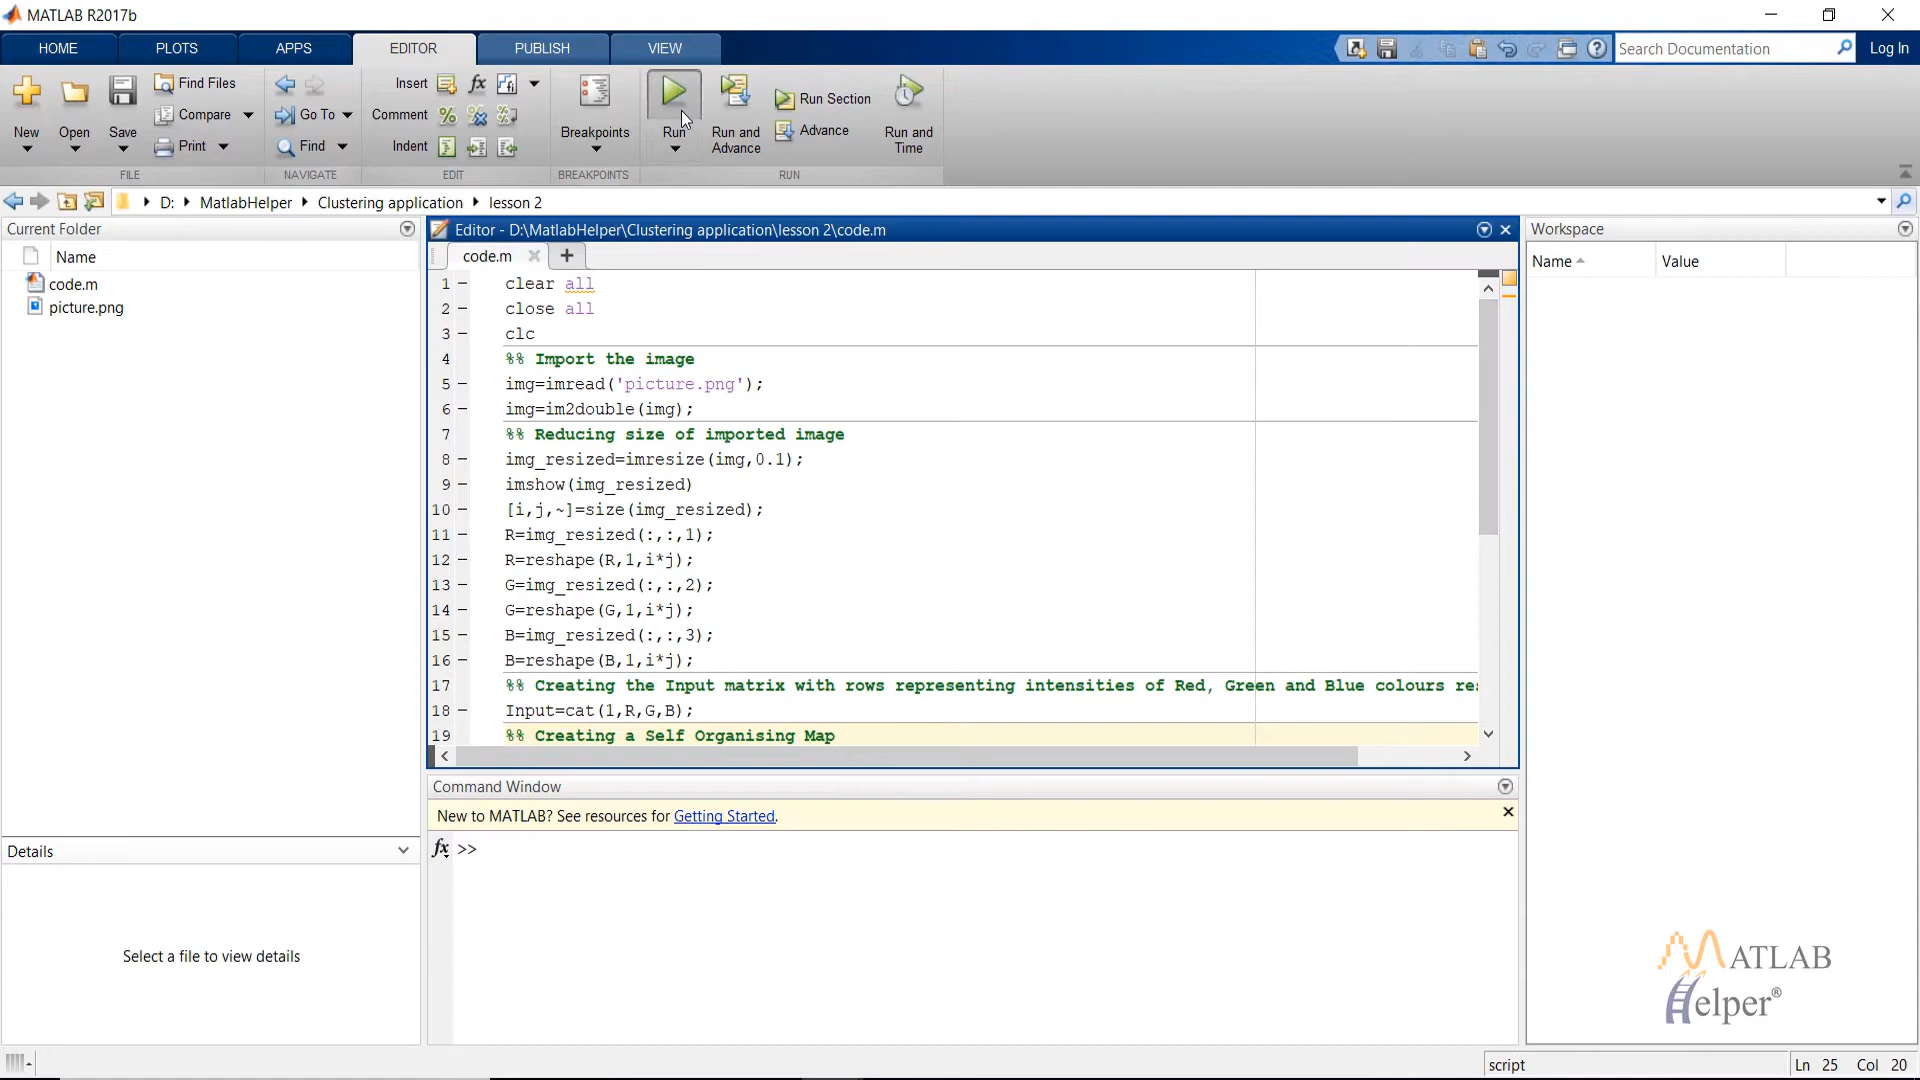 MATLAB R2017b
HOME
PLOTS
APPS
EDITOR
PUBLISH
VIEW
Search Documentation
Log In
New
Open
Save
Find Files
Compare
Print
FILE
Go To
Find
NAVIGATE
Insert
fx
fi
Comment
%
Indent
EDIT
Breakpoints
BREAKPOINTS
Run
Run and
Advance
Run Section
Advance
Run and
Time
RUN
D:
MatlabHelper
Clustering application
lesson 2
Current Folder
Name
code.m
picture.png
Details
Select a file to view details
Editor - D:\MatlabHelper\Clustering application\lesson 2\code.m
code.m
1 clear all
2 close all
3 clc
4 %% Import the image
5 img=imread('picture.png');
6 img=im2double(img);
7 %% Reducing size of imported image
8 img_resized=imresize(img,0.1);
9 imshow(img_resized)
10 [i,j,~]=size(img_resized);
11 R=img_resized(:,:,1);
12 R=reshape(R,1,i*j);
13 G=img_resized(:,:,2);
14 G=reshape(G,1,i*j);
15 B=img_resized(:,:,3);
16 B=reshape(B,1,i*j);
17 %% Creating the Input matrix with rows representing intensities of Red, Green and Blue colours res
18 Input=cat(1,R,G,B);
19 %% Creating a Self Organising Map
Command Window
New to MATLAB? See resources for Getting Started.
fx >>
Workspace
Name
Value
MATLAB
Helper®
script
Ln 25 Col 20